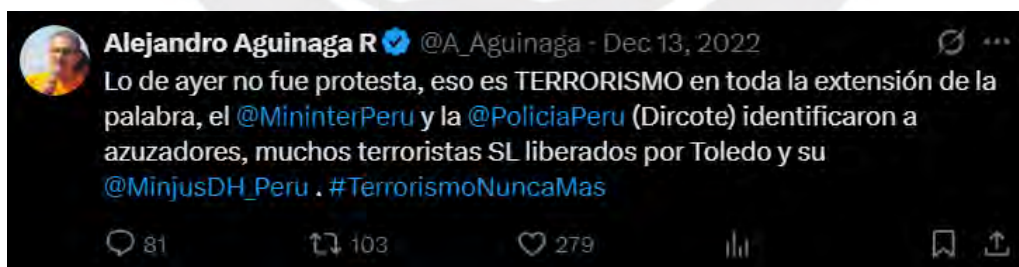 Alejandro Aguinaga R @A_Aguinaga - Dec 13, 2022
Lo de ayer no fue protesta, eso es TERRORISMO en toda la extensión de la
palabra, el @MininterPeru y la @PoliciaPeru (Dircote) identificaron a
azuzadores, muchos terroristas SL liberados por Toledo y su
@MinjusDH_Peru . #TerrorismoNuncaMas
81 103 279